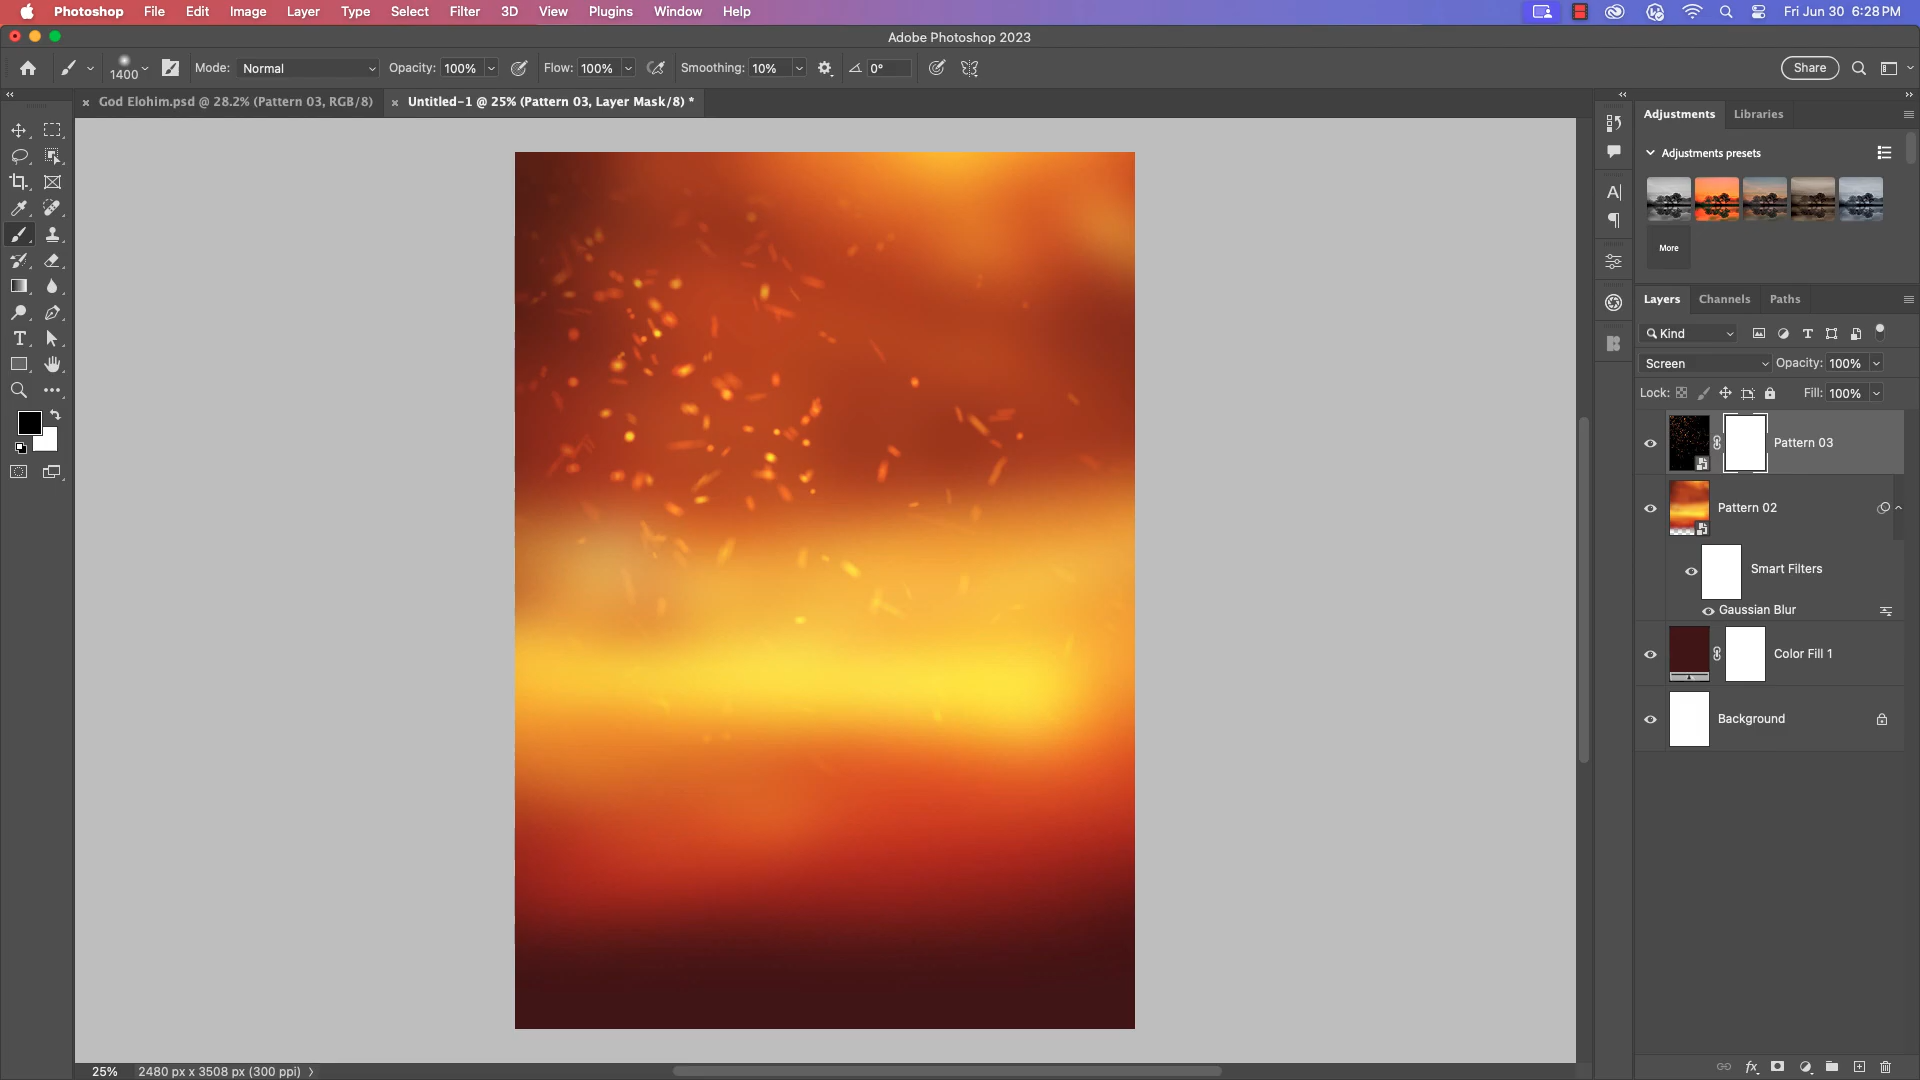 Photoshop File Edit Image Layer Type Select Filter 3D View Plugins Window Help Fri Jun 30 6:28 PM
Adobe Photoshop 2023
1400 Mode: Normal Opacity: 100% Flow: 100% Smoothing: 10% 0° Share
× God Elohim.psd @ 28.2% (Pattern 03, RGB/8) × Untitled-1 @ 25% (Pattern 03, Layer Mask/8) *
Adjustments Libraries
Adjustments presets
More
Layers Channels Paths
Kind
Screen Opacity: 100%
Lock: Fill: 100%
Pattern 03
Pattern 02
Smart Filters
Gaussian Blur
Color Fill 1
Background
25% 2480 px x 3508 px (300 ppi)